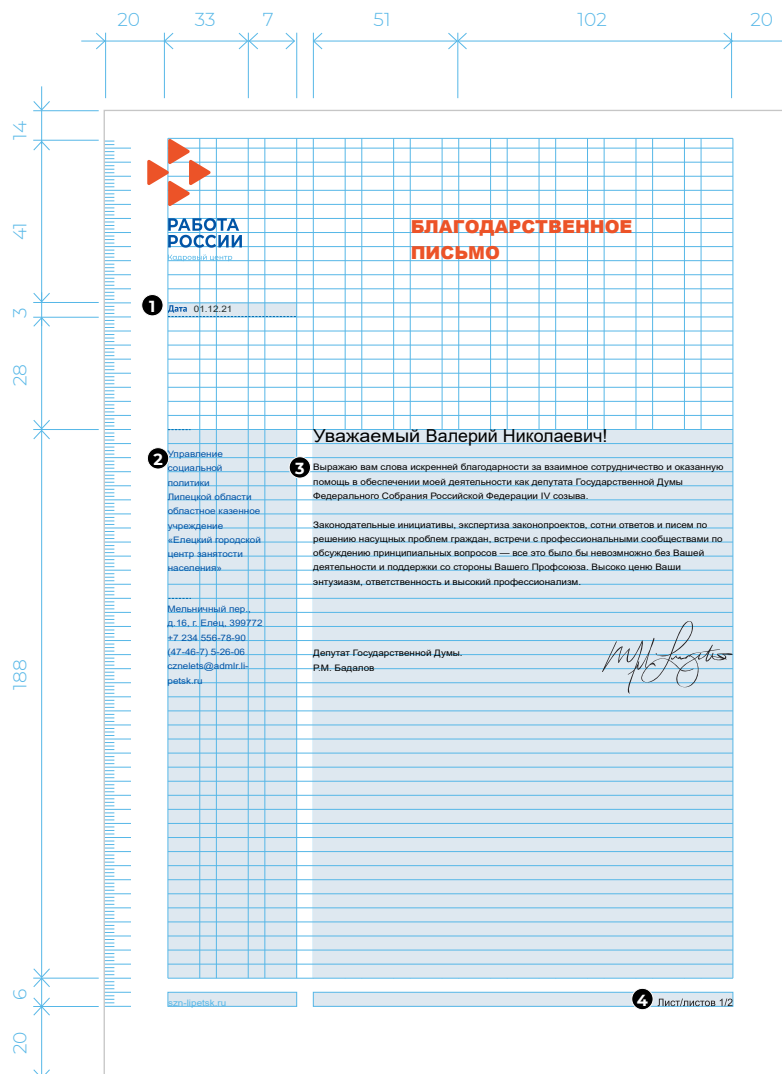 20 33 7 51 102 20
14
41
3
28
188
6
20
РАБОТА
РОССИИ
Кадровый центр
БЛАГОДАРСТВЕННОЕ
ПИСЬМО
1 Дата 01.12.21
2
Управление
социальной
политики
Липецкой области
областное казенное
учреждение
«Елецкий городской
центр занятости
населения»
Мельничный пер.,
д.16, г. Елец, 399772
+7 234 556-78-90
(47-46-7) 5-26-06
cznelets@admlr.li-
petsk.ru
Уважаемый Валерий Николаевич!
3 Выражаю вам слова искренней благодарности за взаимное сотрудничество и оказанную
помощь в обеспечении моей деятельности как депутата Государственной Думы
Федерального Собрания Российской Федерации IV созыва.
Законодательные инициативы, экспертиза законопроектов, сотни ответов и писем по
решению насущных проблем граждан, встречи с профессиональными сообществами по
обсуждению принципиальных вопросов — все это было бы невозможно без Вашей
деятельности и поддержки со стороны Вашего Профсоюза. Высоко ценю Ваши
энтузиазм, ответственность и высокий профессионализм.
Депутат Государственной Думы.
Р.М. Бадалов
szn-lipetsk.ru
4 Лист/листов 1/2